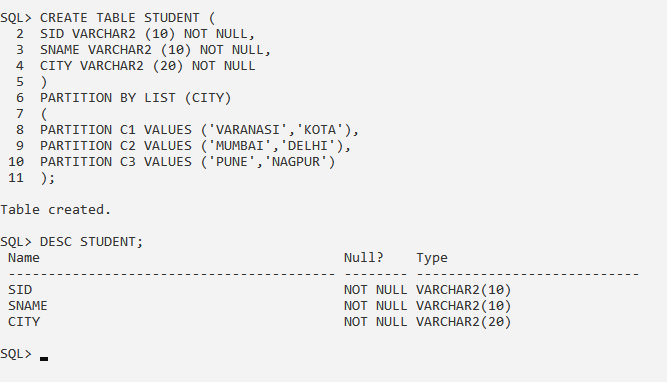 SQL> CREATE TABLE STUDENT (
  2  SID VARCHAR2 (10) NOT NULL,
  3  SNAME VARCHAR2 (10) NOT NULL,
  4  CITY VARCHAR2 (20) NOT NULL
  5  )
  6  PARTITION BY LIST (CITY)
  7  (
  8  PARTITION C1 VALUES ('VARANASI','KOTA'),
  9  PARTITION C2 VALUES ('MUMBAI','DELHI'),
 10  PARTITION C3 VALUES ('PUNE','NAGPUR')
 11  );
Table created.
SQL> DESC STUDENT;
 Name                                      Null?    Type
 ----------------------------------------- -------- ----------------------------
 SID                                       NOT NULL VARCHAR2(10)
 SNAME                                     NOT NULL VARCHAR2(10)
 CITY                                      NOT NULL VARCHAR2(20)
SQL>